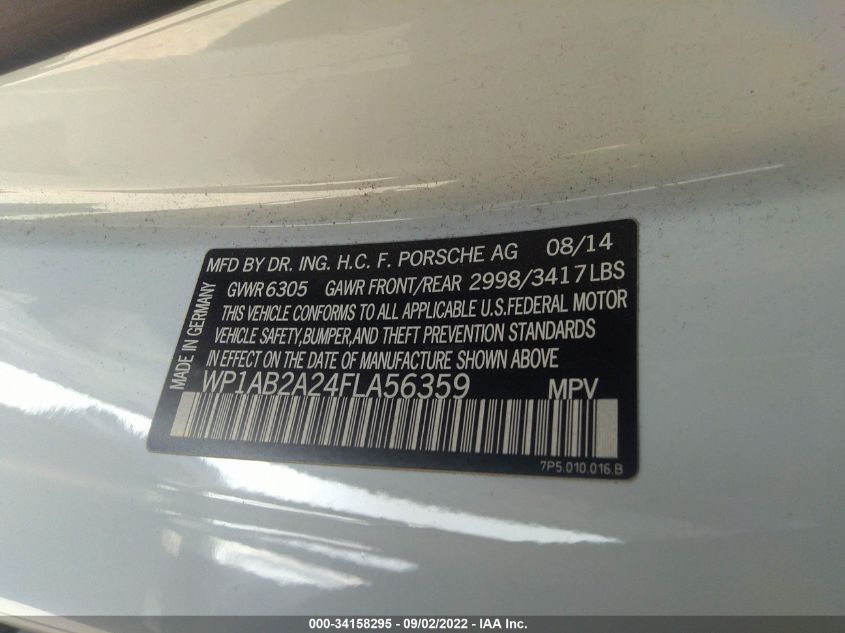 MFD BY DR. ING. H.C. F. PORSCHE AG 08/14
GVWR 6305 GAWR FRONT/REAR 2998/3417LBS
THIS VEHICLE CONFORMS TO ALL APPLICABLE U.S.FEDERAL MOTOR
VEHICLE SAFETY,BUMPER,AND THEFT PREVENTION STANDARDS
IN EFFECT ON THE DATE OF MANUFACTURE SHOWN ABOVE
WP1AB2A24FLA56359 MPV
MADE IN GERMANY
7P5.010.016.B
000-34158295 - 09/02/2022 - IAA Inc.